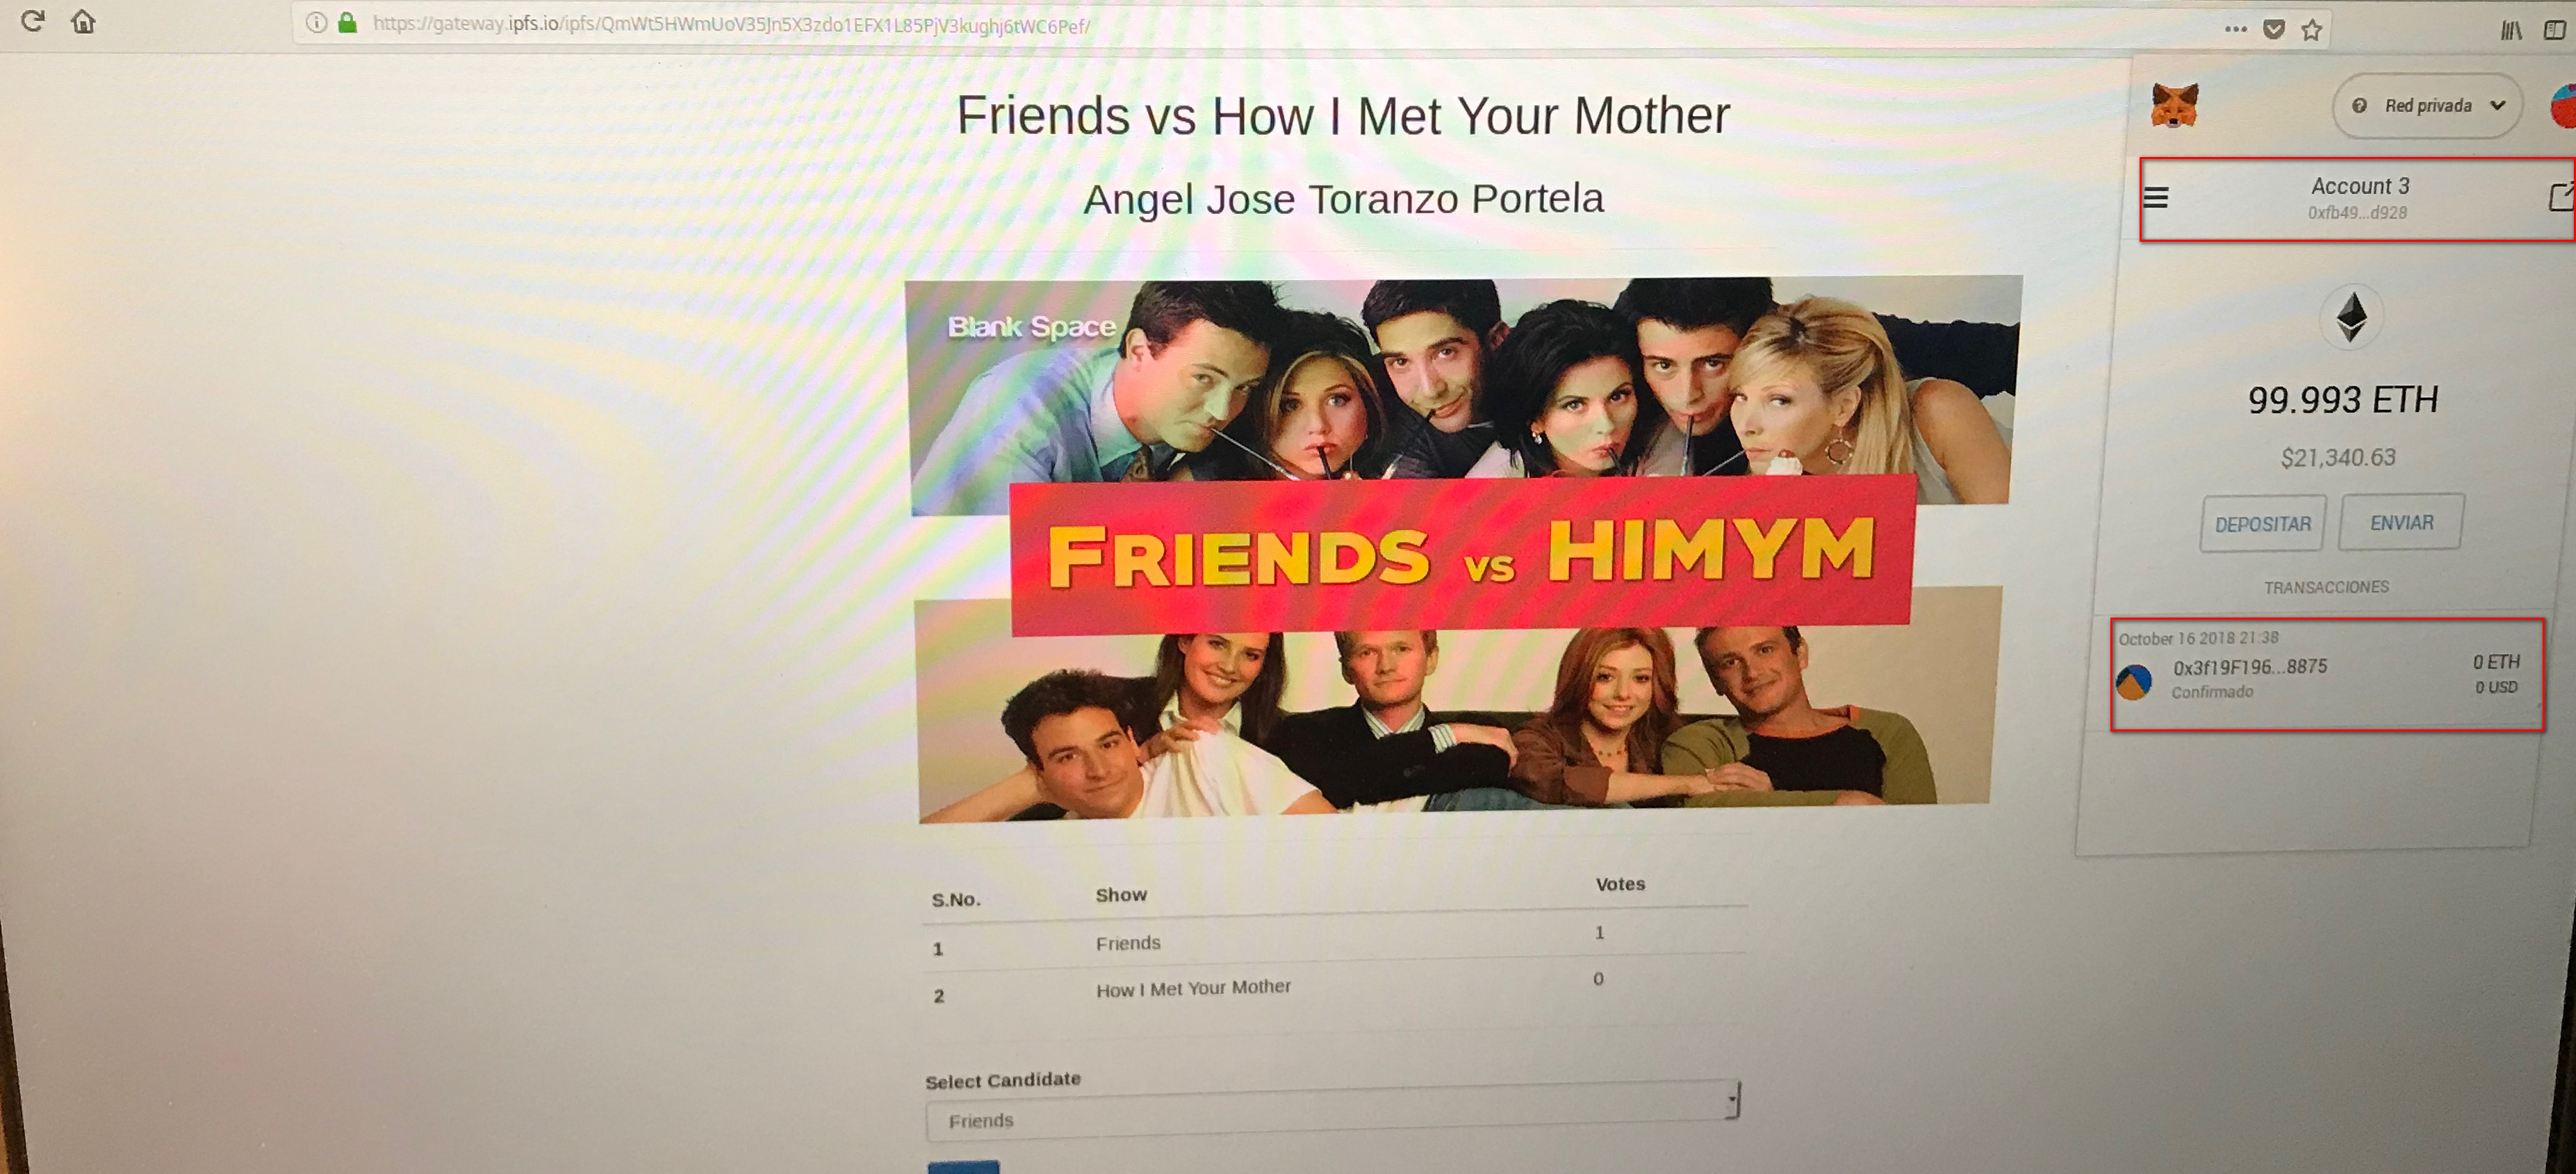 https://gateway.ipfs.io/ipfs/QmWt5HWmUoV35Jn5X3zdo1EFX1L85PjV3kughj6tWC6Pef/
Friends vs How I Met Your Mother
Angel Jose Toranzo Portela
Blank Space
FRIENDS VS HIMYM
S.No. Show Votes
1 Friends 1
2 How I Met Your Mother 0
Select Candidate
Friends
Red privada
Account 3
0xfb49...d928
99.993 ETH
$21,340.63
DEPOSITAR ENVIAR
TRANSACCIONES
October 16 2018 21:38
0x3f19F196...8875 0 ETH
Confirmado 0 USD